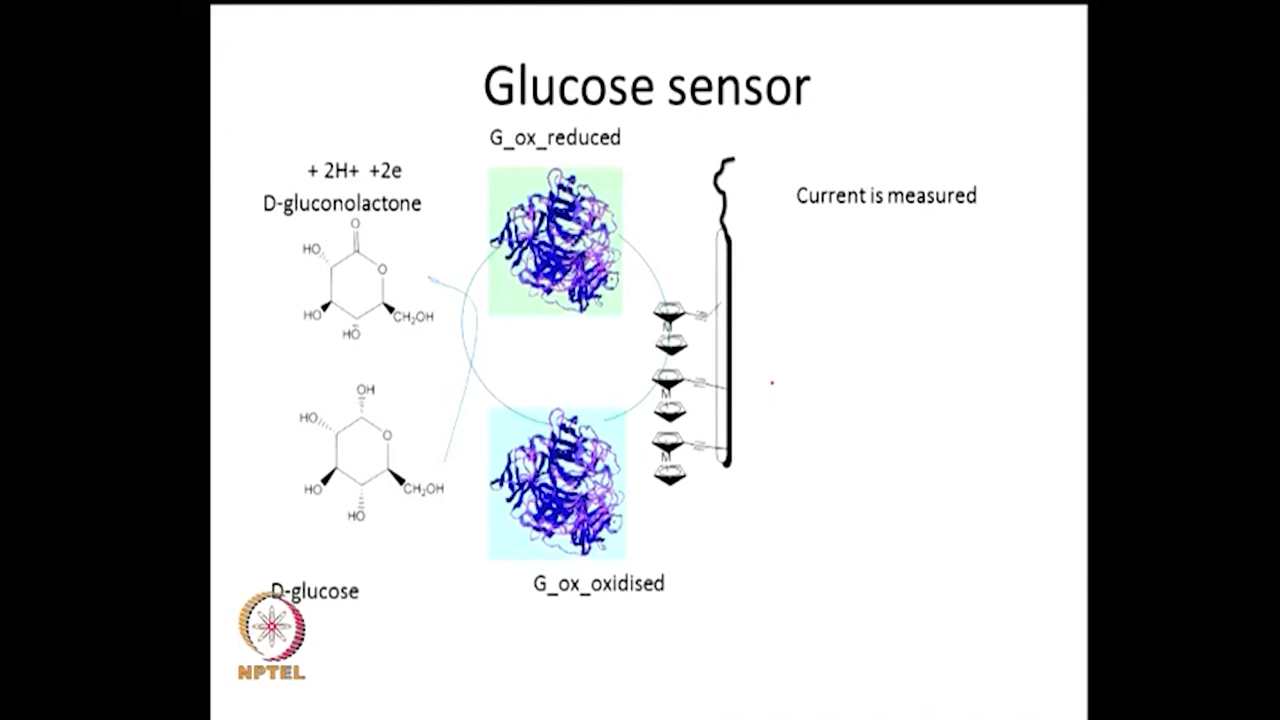 Glucose sensor
G_ox_reduced
+ 2H+ +2e
D-gluconolactone
Current is measured
O
HO
O
HO
CH₂OH
HO
M
OH
M
HO
O
M
HO
CH₂OH
HO
G_ox_oxidised
D-glucose
NPTEL